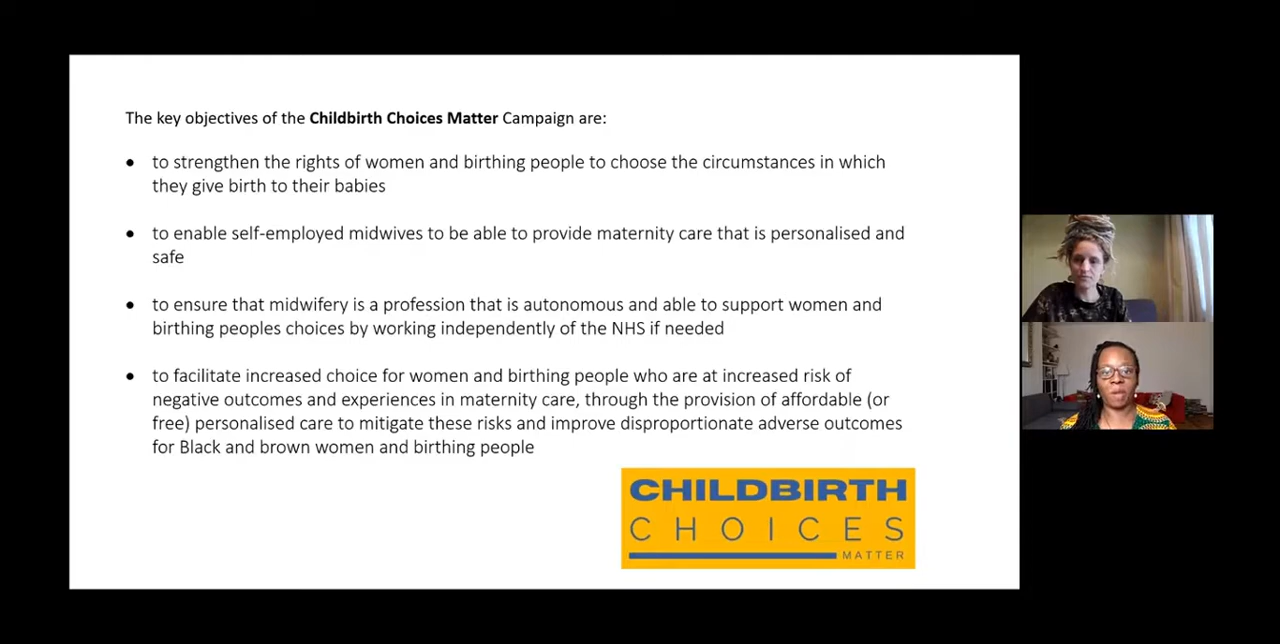 The key objectives of the Childbirth Choices Matter Campaign are:
• to strengthen the rights of women and birthing people to choose the circumstances in which
they give birth to their babies
• to enable self-employed midwives to be able to provide maternity care that is personalised and
safe
• to ensure that midwifery is a profession that is autonomous and able to support women and
birthing peoples choices by working independently of the NHS if needed
• to facilitate increased choice for women and birthing people who are at increased risk of
negative outcomes and experiences in maternity care, through the provision of affordable (or
free) personalised care to mitigate these risks and improve disproportionate adverse outcomes
for Black and brown women and birthing people
CHILDBIRTH
CHOICES
MATTER